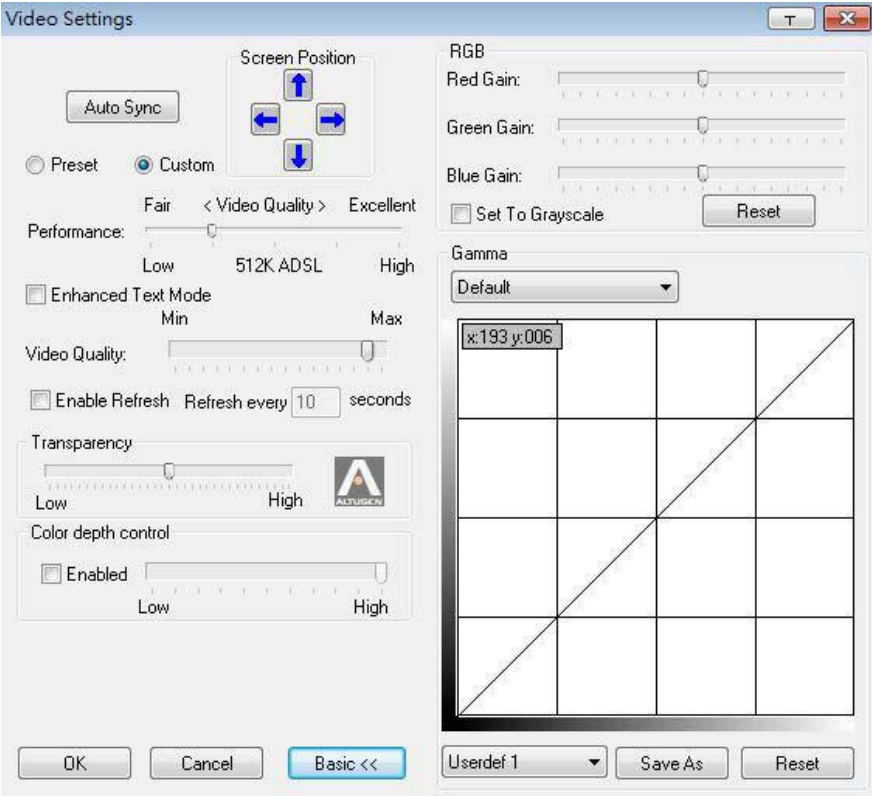 Video Settings
T
Screen Position
Auto Sync
Preset
Custom
Fair < Video Quality > Excellent
Performance:
Low 512K ADSL High
Enhanced Text Mode
Min Max
Video Quality:
Enable Refresh Refresh every 10 seconds
Transparency
Low High
ALTUSEN
Color depth control
Enabled
Low High
OK
Cancel
Basic <<
RGB
Red Gain:
Green Gain:
Blue Gain:
Set To Grayscale
Reset
Gamma
Default
x:193 y:006
Userdef 1
Save As
Reset